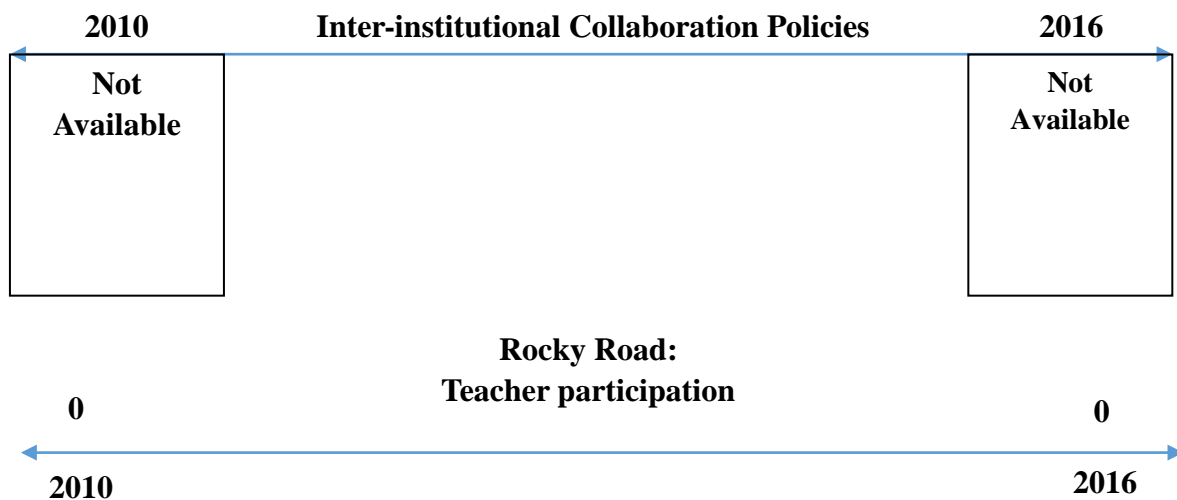 2010 Inter-institutional Collaboration Policies 2016
Not
Available
Not
Available
Rocky Road:
Teacher participation
0
0
2010
2016